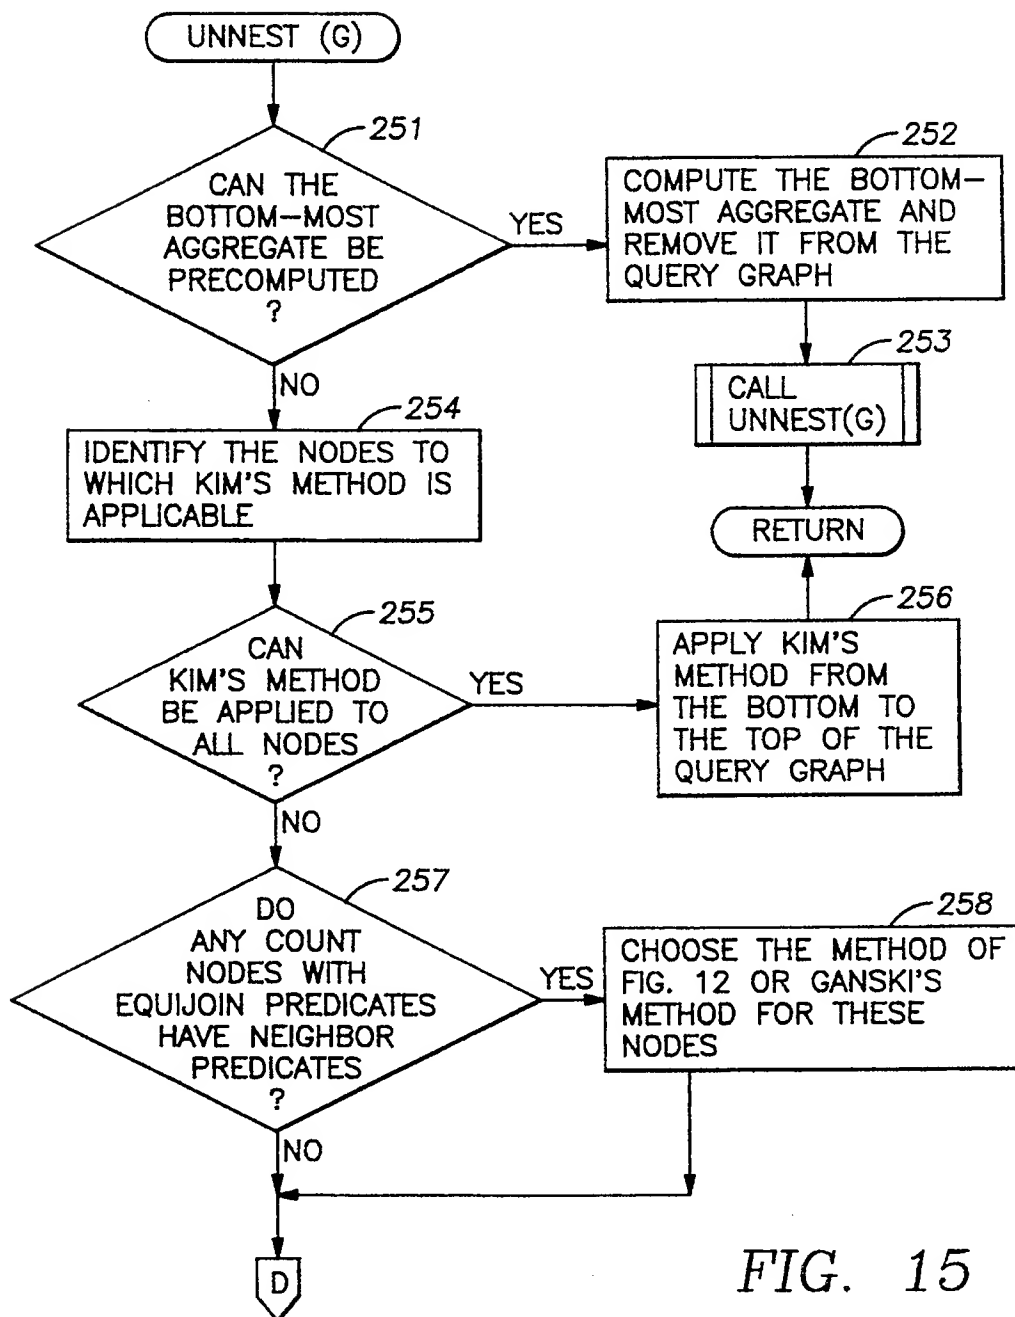 UNNEST (G)
251
CAN THE
BOTTOM-MOST
AGGREGATE BE
PRECOMPUTED
?
YES
252
COMPUTE THE BOTTOM-
MOST AGGREGATE AND
REMOVE IT FROM THE
QUERY GRAPH
253
CALL
UNNEST(G)
RETURN
NO
254
IDENTIFY THE NODES TO
WHICH KIM'S METHOD IS
APPLICABLE
255
CAN
KIM'S METHOD
BE APPLIED TO
ALL NODES
?
YES
256
APPLY KIM'S
METHOD FROM
THE BOTTOM TO
THE TOP OF THE
QUERY GRAPH
NO
257
DO
ANY COUNT
NODES WITH
EQUIJOIN PREDICATES
HAVE NEIGHBOR
PREDICATES
?
YES
258
CHOOSE THE METHOD OF
FIG. 12 OR GANSKI'S
METHOD FOR THESE
NODES
NO
D
FIG. 15